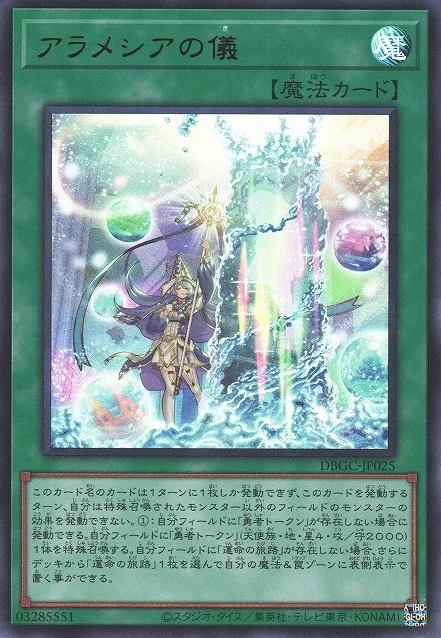 アラメシアの儀
魔
【魔法カード】
DBGC-JP025
このカード名のカードは1ターンに1枚しか発動できず、このカードを発動する
ターン、自分は特殊召喚されたモンスター以外のフィールドのモンスターの
効果を発動できない。①:自分フィールドに「勇者トークン」が存在しない場合に
発動できる。自分フィールドに「勇者トークン」(天使族・地・星4・攻/守2000)
1体を特殊召喚する。自分フィールドに「運命の旅路」が存在しない場合、さらに
デッキから「運命の旅路」1枚を選んで自分の魔法&罠ゾーンに表側表示で
置く事ができる。
03285551
©スタジオ・ダイス/集英社・テレビ東京・KONAMI